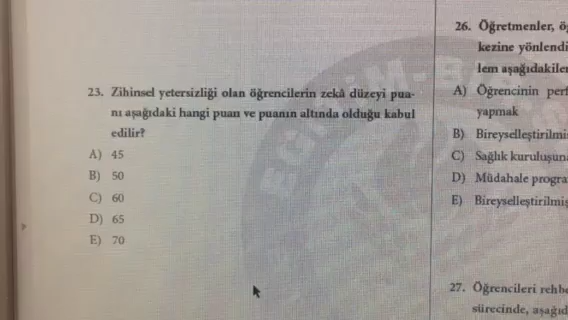 23. Zihinsel yetersizliği olan öğrencilerin zekâ düzeyi pua-
nı aşağıdaki hangi puan ve puanın altında olduğu kabul
edilir?
A) 45
B) 50
C) 60
D) 65
E) 70
26. Öğretmenler, ö
kezine yönlendi
lem aşağıdakiler
A) Öğrencinin perf
yapmak
B) Bireyselleştirilmi
C) Sağlık kuruluşun
D) Müdahale progra
E) Bireyselleştirilmiş
27. Öğrencileri rehbe
sürecinde, aşağıd
EĞİTİM-B